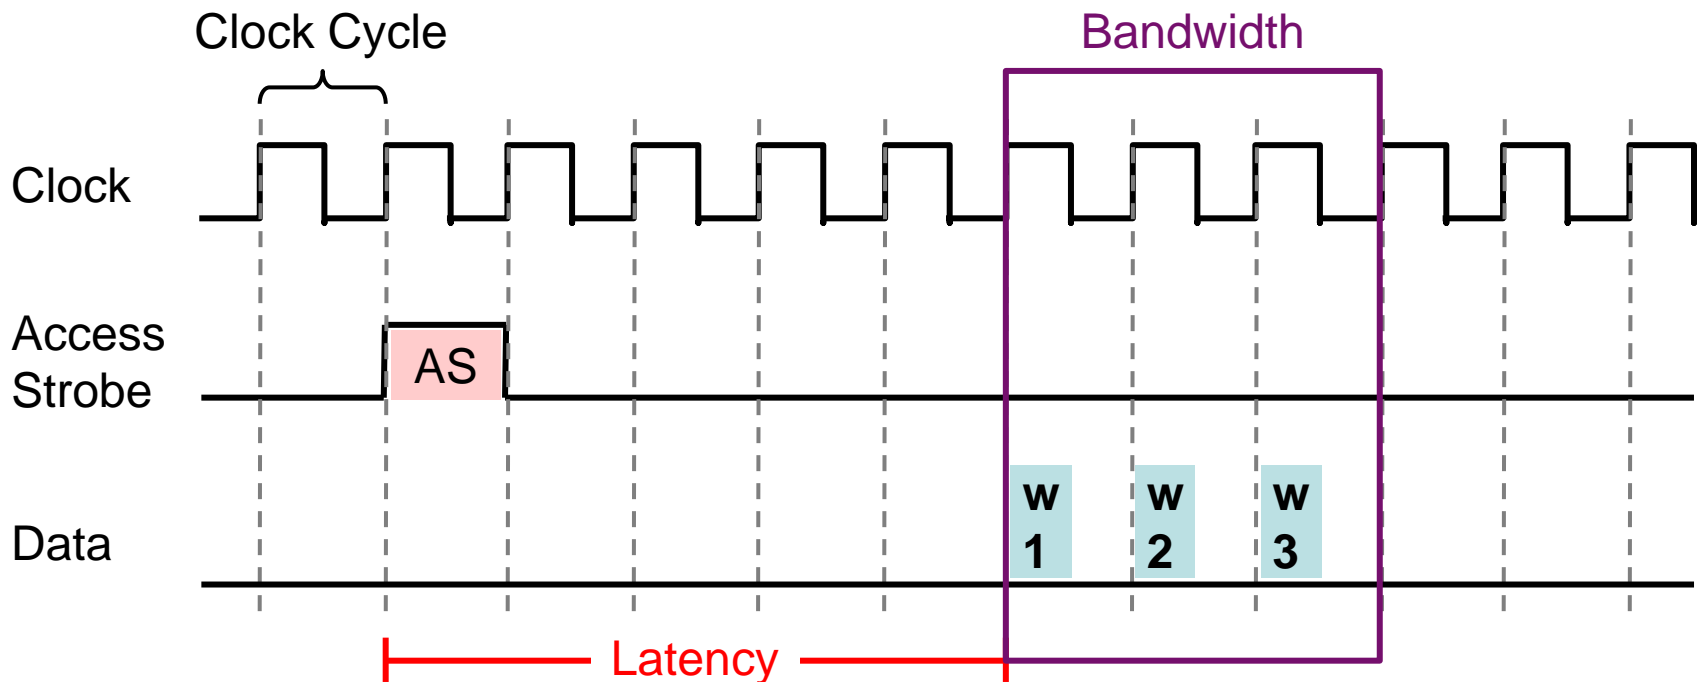 Clock Cycle
Bandwidth
Clock
Access
Strobe
AS
Data
w
1
w
2
w
3
Latency